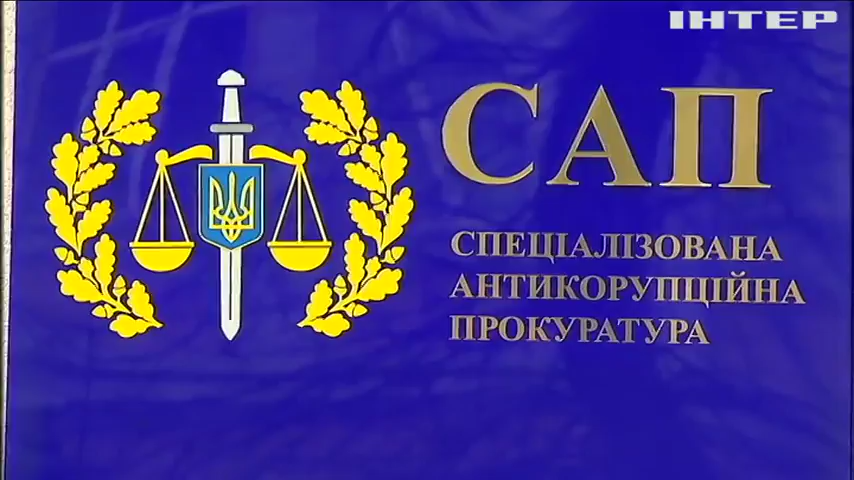 ІНТЕР
САП
СПЕЦІАЛІЗОВАНА
АНТИКОРУПЦІЙНА
ПРОКУРАТУРА